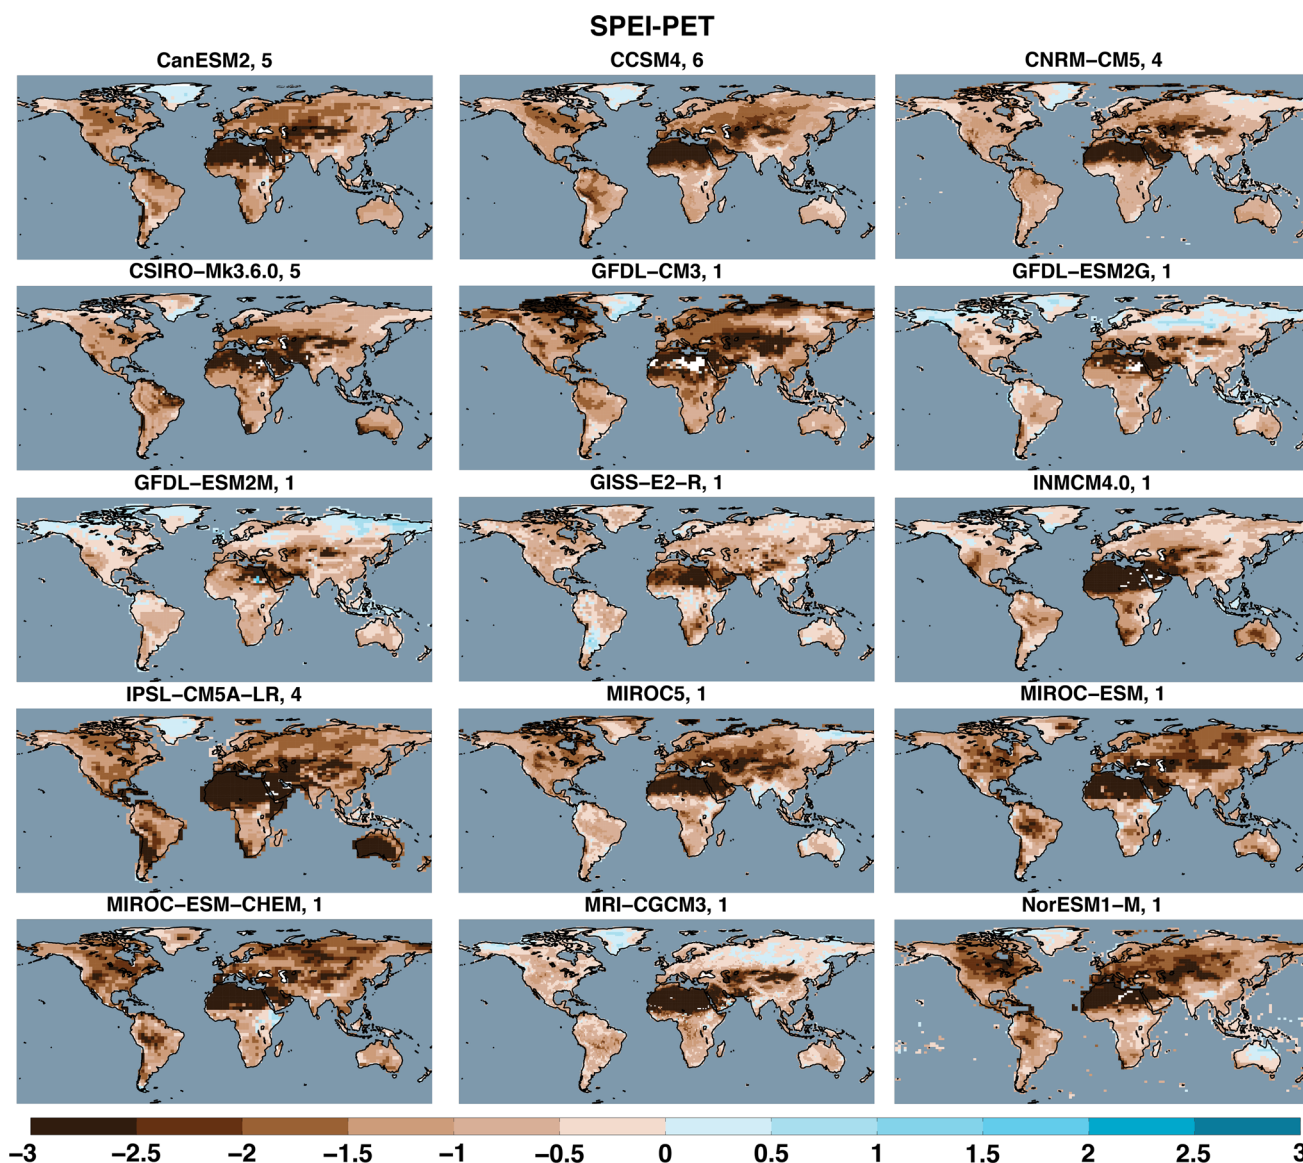 SPEI-PET
CanESM2, 5
CCSM4, 6
CNRM−CM5, 4
CSIRO−Mk3.6.0, 5
GFDL−CM3, 1
GFDL−ESM2G, 1
GFDL−ESM2M, 1
GISS−E2−R, 1
INMCM4.0, 1
IPSL−CM5A−LR, 4
MIROC5, 1
MIROC−ESM, 1
MIROC−ESM−CHEM, 1
MRI−CGCM3, 1
NorESM1−M, 1
−3 −2.5 −2 −1.5 −1 −0.5 0 0.5 1 1.5 2 2.5 3